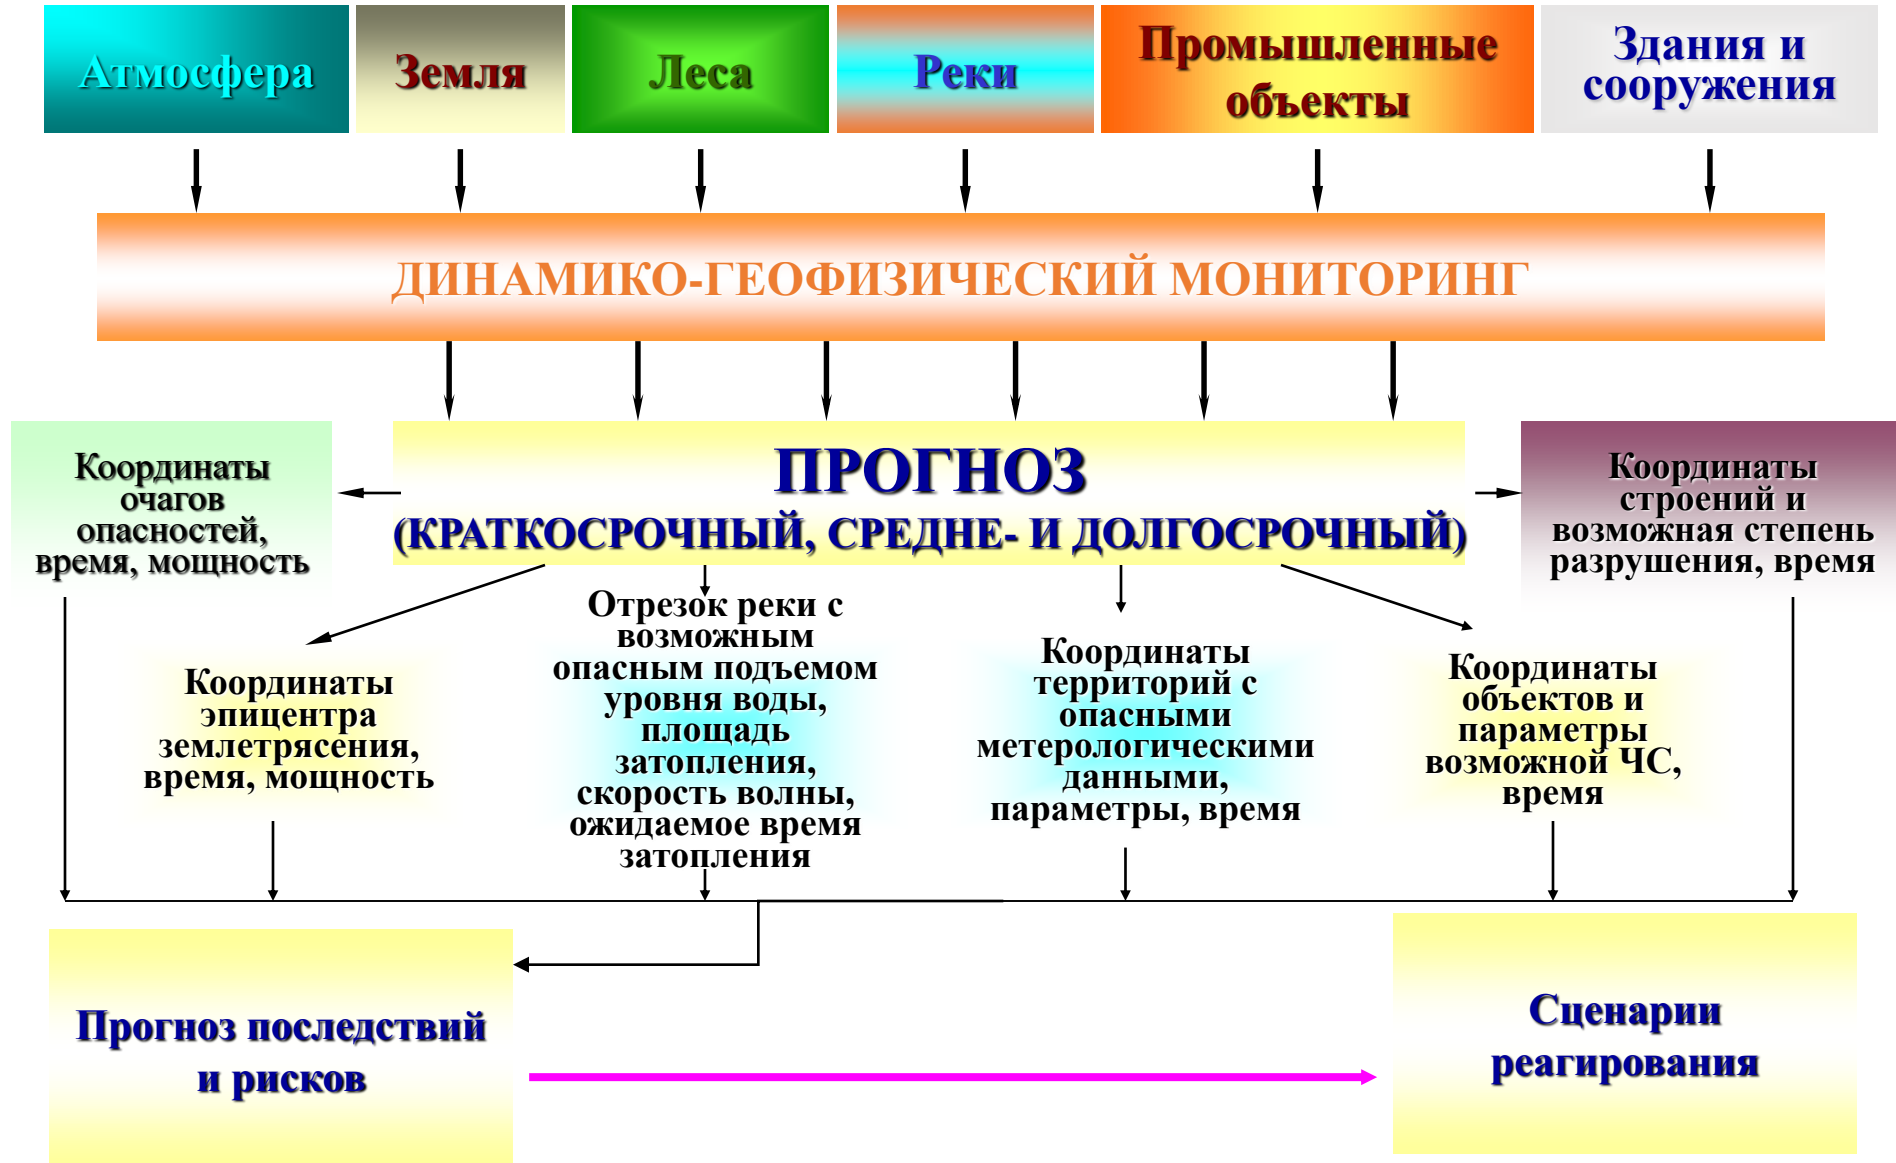 Атмосфера
Земля
Леса
Реки
Промышленные
объекты
Здания и
сооружения
ДИНАМИКО-ГЕОФИЗИЧЕСКИЙ МОНИТОРИНГ
Координаты
очагов
опасностей,
время, мощность
ПРОГНОЗ
(КРАТКОСРОЧНЫЙ, СРЕДНЕ- И ДОЛГОСРОЧНЫЙ)
Координаты
строений и
возможная степень
разрушения, время
Координаты
эпицентра
землетрясения,
время, мощность
Отрезок реки с
возможным
опасным подъемом
уровня воды,
площадь
затопления,
скорость волны,
ожидаемое время
затопления
Координаты
территорий с
опасными
метерологическими
данными,
параметры, время
Координаты
объектов и
параметры
возможной ЧС,
время
Прогноз последствий
и рисков
Сценарии
реагирования